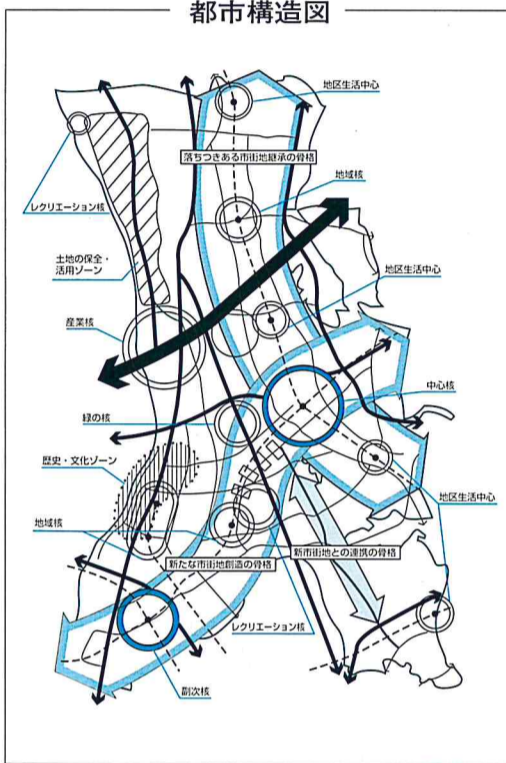 都市構造図
地区生活中心
落ちつきある市街地継承の骨格
地域核
レクリエーション核
土地の保全・
活用ゾーン
地区生活中心
産業核
中心核
緑の核
歴史・文化ゾーン
地区生活中心
地域核
新たな市街地創造の骨格
新市街地との連携の骨格
レクリエーション核
副次核